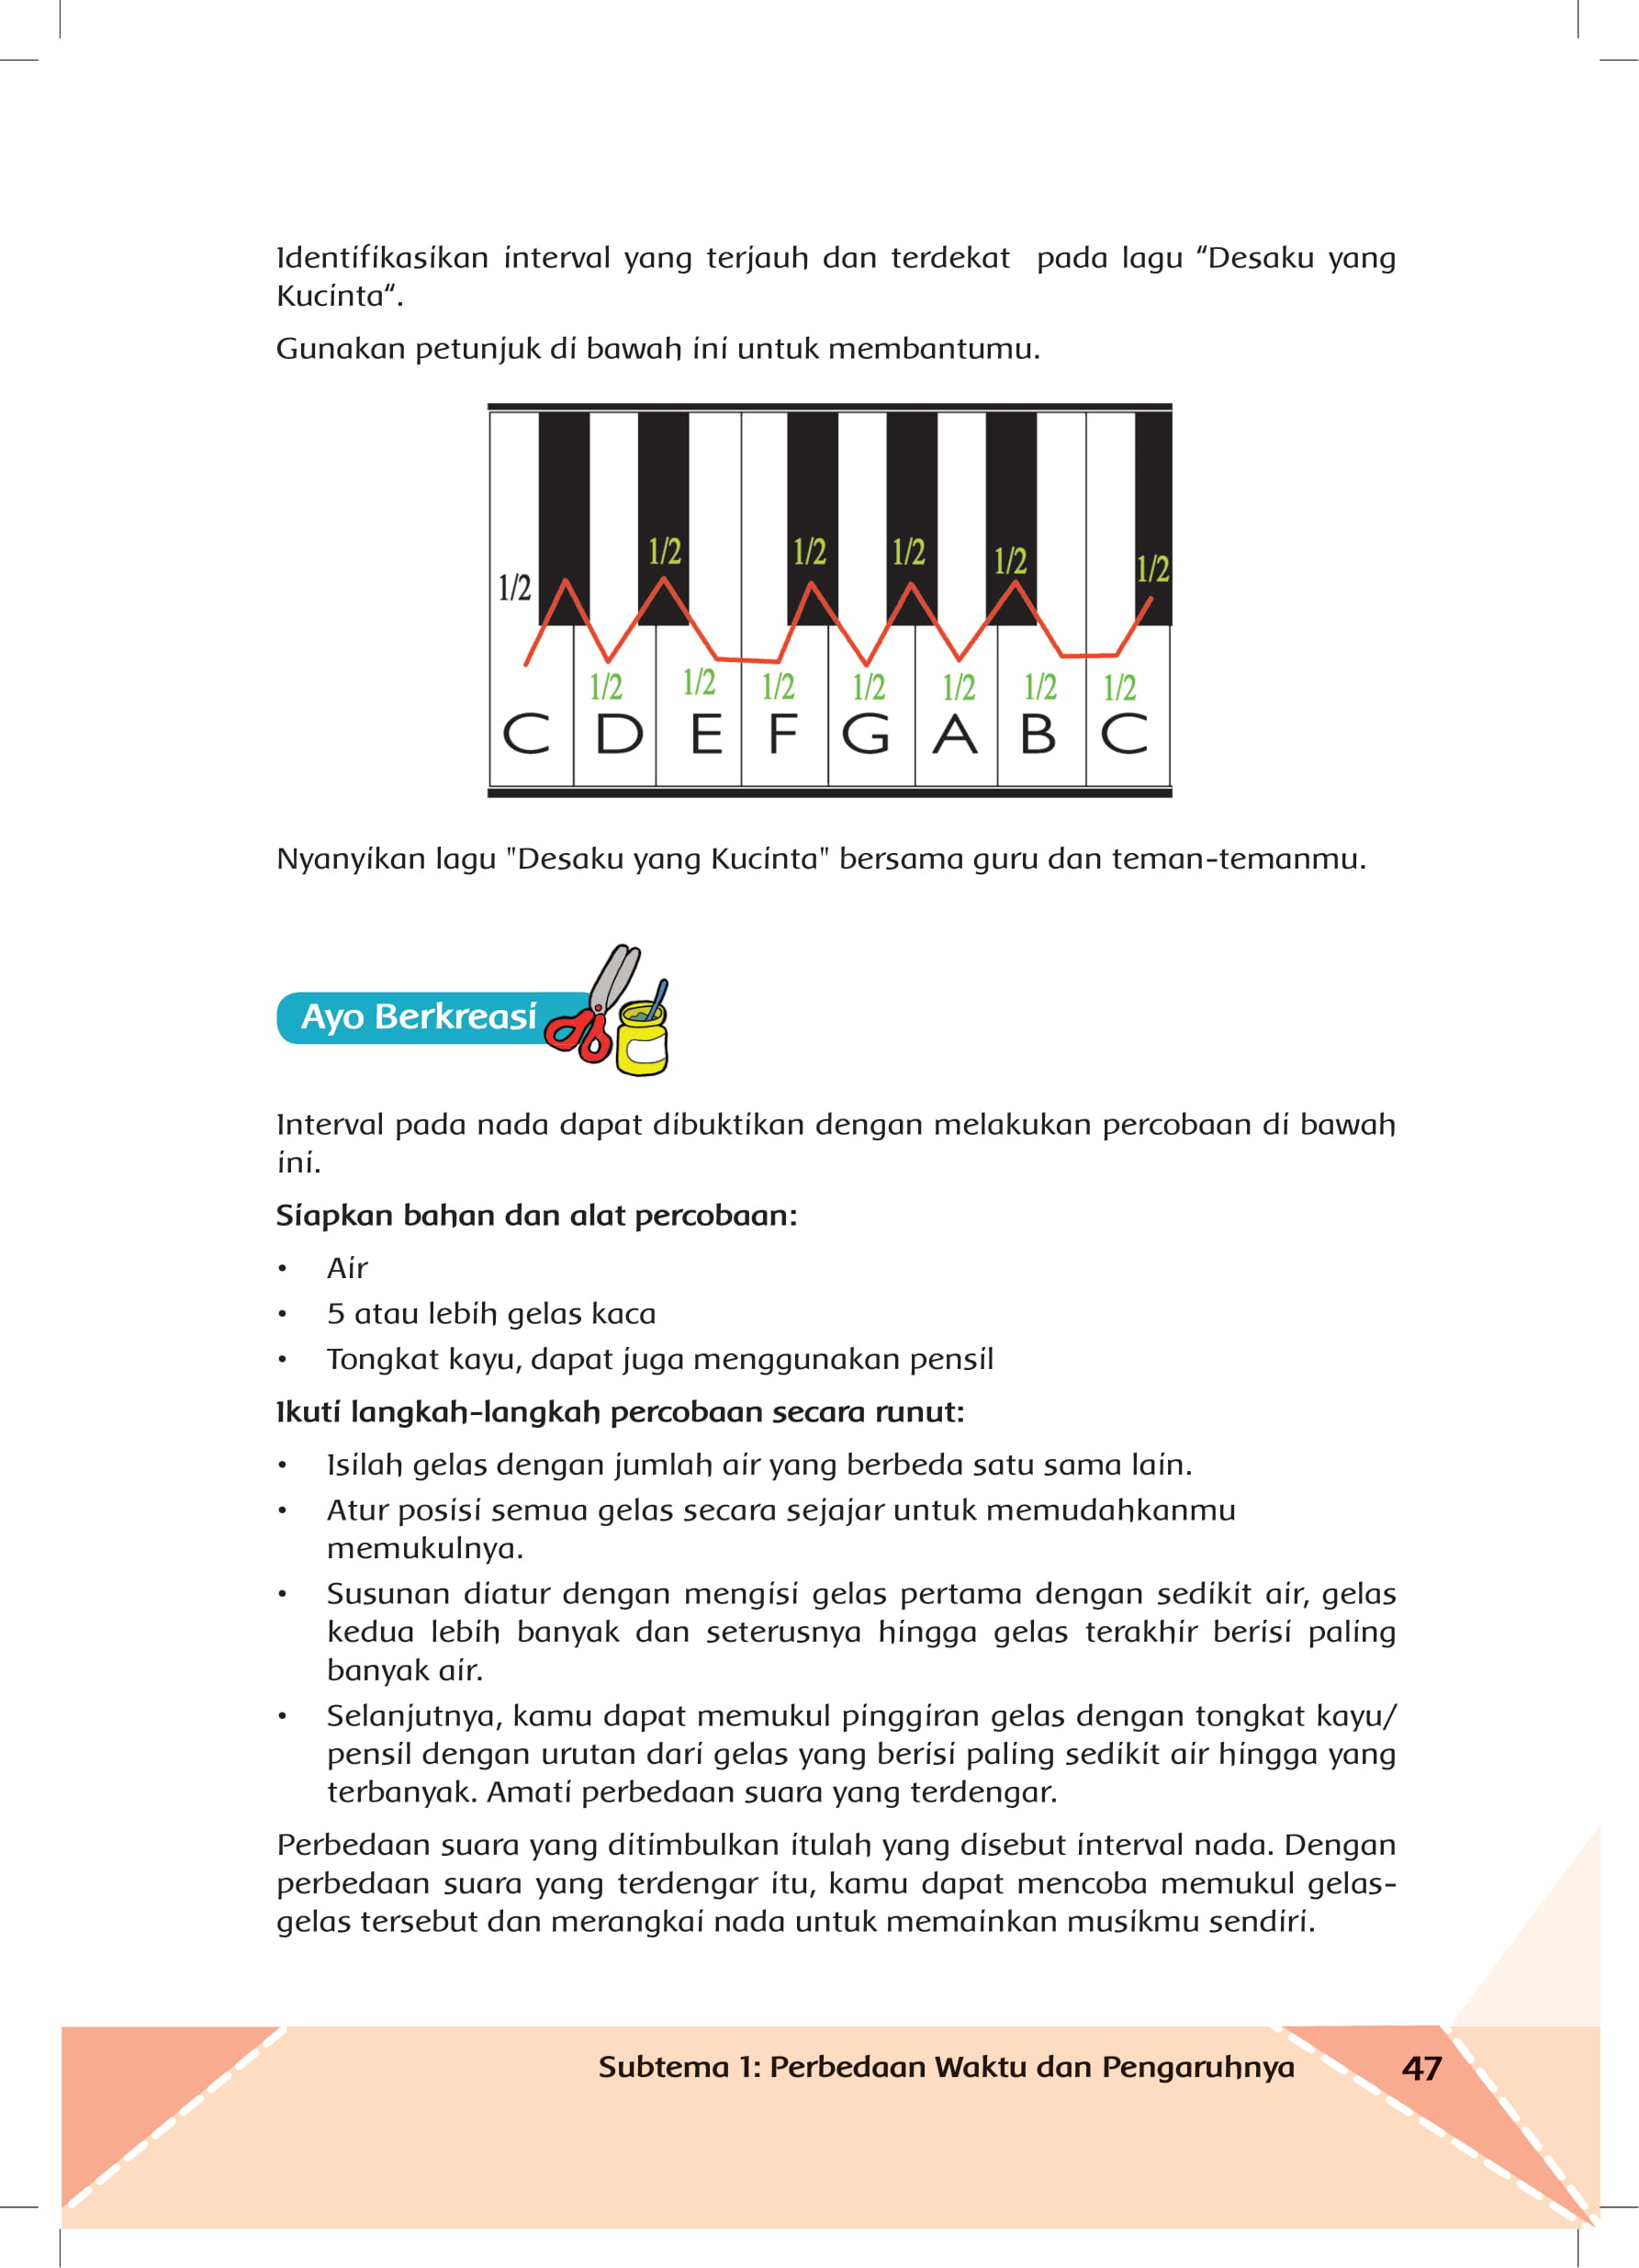 Identifikasikan interval yang terjauh dan terdekat pada lagu “Desaku yang
Kucinta“.
Gunakan petunjuk di bawah ini untuk membantumu.
1/2 1/2 1/2 1/2 1/2
1/2
1/2 1/2 1/2 1/2 1/2 1/2 1/2
C D E F G A B C
Nyanyikan lagu "Desaku yang Kucinta" bersama guru dan teman-temanmu.
Ayo Berkreasi
Interval pada nada dapat dibuktikan dengan melakukan percobaan di bawah
ini.
Siapkan bahan dan alat percobaan:
• Air
• 5 atau lebih gelas kaca
• Tongkat kayu, dapat juga menggunakan pensil
Ikuti langkah-langkah percobaan secara runut:
• Isilah gelas dengan jumlah air yang berbeda satu sama lain.
• Atur posisi semua gelas secara sejajar untuk memudahkanmu
memukulnya.
• Susunan diatur dengan mengisi gelas pertama dengan sedikit air, gelas
kedua lebih banyak dan seterusnya hingga gelas terakhir berisi paling
banyak air.
• Selanjutnya, kamu dapat memukul pinggiran gelas dengan tongkat kayu/
pensil dengan urutan dari gelas yang berisi paling sedikit air hingga yang
terbanyak. Amati perbedaan suara yang terdengar.
Perbedaan suara yang ditimbulkan itulah yang disebut interval nada. Dengan
perbedaan suara yang terdengar itu, kamu dapat mencoba memukul gelas-
gelas tersebut dan merangkai nada untuk memainkan musikmu sendiri.
Subtema 1: Perbedaan Waktu dan Pengaruhnya 47